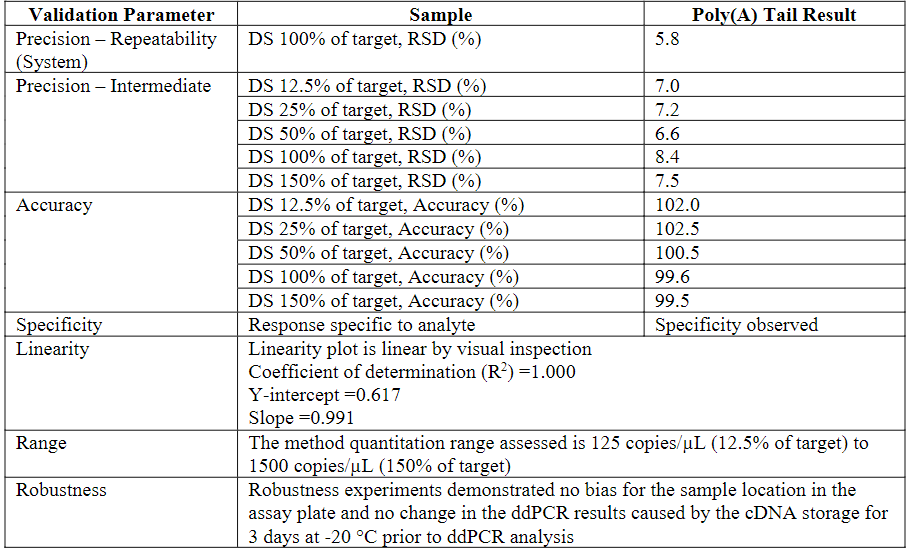 Validation Parameter Sample Poly(A) Tail Result
Precision – Repeatability DS 100% of target, RSD (%) 5.8
(System)
Precision – Intermediate DS 12.5% of target, RSD (%) 7.0
DS 25% of target, RSD (%) 7.2
DS 50% of target, RSD (%) 6.6
DS 100% of target, RSD (%) 8.4
DS 150% of target, RSD (%) 7.5
Accuracy DS 12.5% of target, Accuracy (%) 102.0
DS 25% of target, Accuracy (%) 102.5
DS 50% of target, Accuracy (%) 100.5
DS 100% of target, Accuracy (%) 99.6
DS 150% of target, Accuracy (%) 99.5
Specificity Response specific to analyte Specificity observed
Linearity Linearity plot is linear by visual inspection
Coefficient of determination (R²) =1.000
Y-intercept =0.617
Slope =0.991
Range The method quantitation range assessed is 125 copies/µL (12.5% of target) to
1500 copies/µL (150% of target)
Robustness Robustness experiments demonstrated no bias for the sample location in the
assay plate and no change in the ddPCR results caused by the cDNA storage for
3 days at -20 °C prior to ddPCR analysis